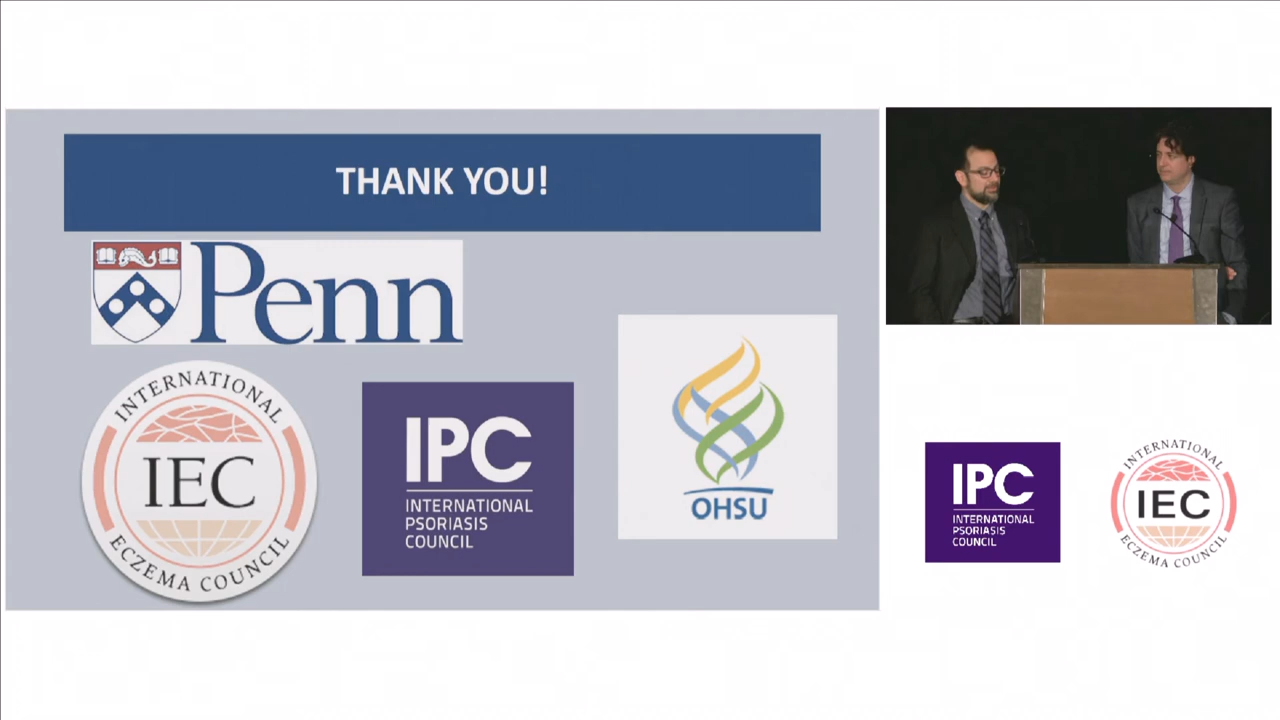 THANK YOU!
Penn
INTERNATIONAL
IEC
ECZEMA COUNCIL
IPC
INTERNATIONAL
PSORIASIS
COUNCIL
OHSU
IPC
INTERNATIONAL
PSORIASIS
COUNCIL
INTERNATIONAL
IEC
ECZEMA COUNCIL